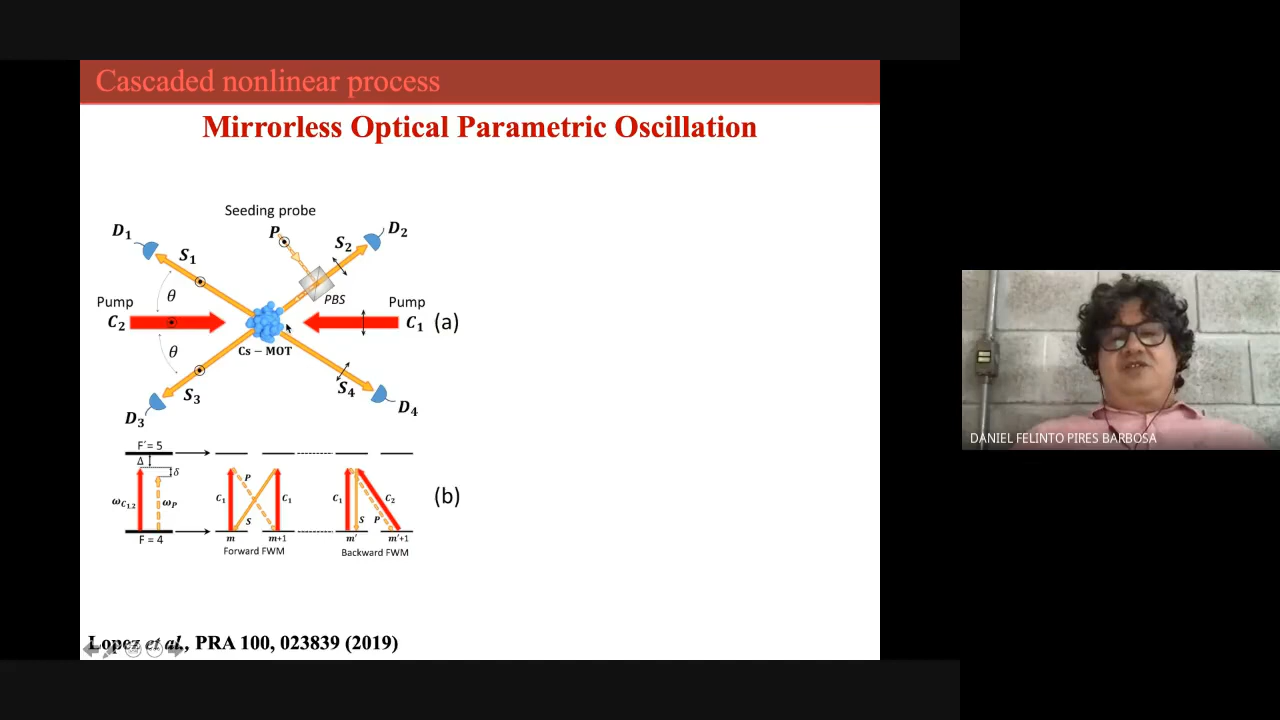 Cascaded nonlinear process
Mirrorless Optical Parametric Oscillation
Seeding probe
P
D1
S1
S2
D2
θ
PBS
Pump
C2
Pump
C1
(a)
Cs – MOT
θ
S3
S4
D3
D4
F´= 5
Δ
δ
ωC1,2
ωP
F = 4
C1
P
S
C1
m
m+1
Forward FWM
C1
S
P
C2
m'
m'+1
Backward FWM
(b)
Lopez et al., PRA 100, 023839 (2019)
DANIEL FELINTO PIRES BARBOSA